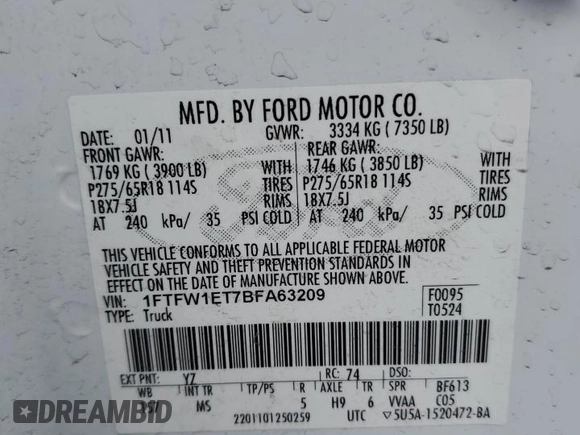 MFD. BY FORD MOTOR CO.
DATE: 01/11 GVWR: 3334 KG ( 7350 LB)
FRONT GAWR: REAR GAWR:
1769 KG ( 3900 LB) WITH 1746 KG ( 3850 LB) WITH
P275/65R18 114S TIRES P275/65R18 114S TIRES
18X7.5J RIMS 18X7.5J RIMS
AT 240 kPa/ 35 PSI COLD AT 240 kPa/ 35 PSI COLD
THIS VEHICLE CONFORMS TO ALL APPLICABLE FEDERAL MOTOR
VEHICLE SAFETY AND THEFT PREVENTION STANDARDS IN
EFFECT ON THE DATE OF MANUFACTURE SHOWN ABOVE.
VIN: 1FTFW1ET7BFA63209 F0095
TYPE: Truck T0524
EXT PNT: Y7 RC: 74 DSO:
WB INT TR TP/PS R AXLE TR SPR BF613
157 MS 5 H9 6 VVAA C05
2201101250259 UTC 5U5A-1520472-BA
Ford
DREAMBID